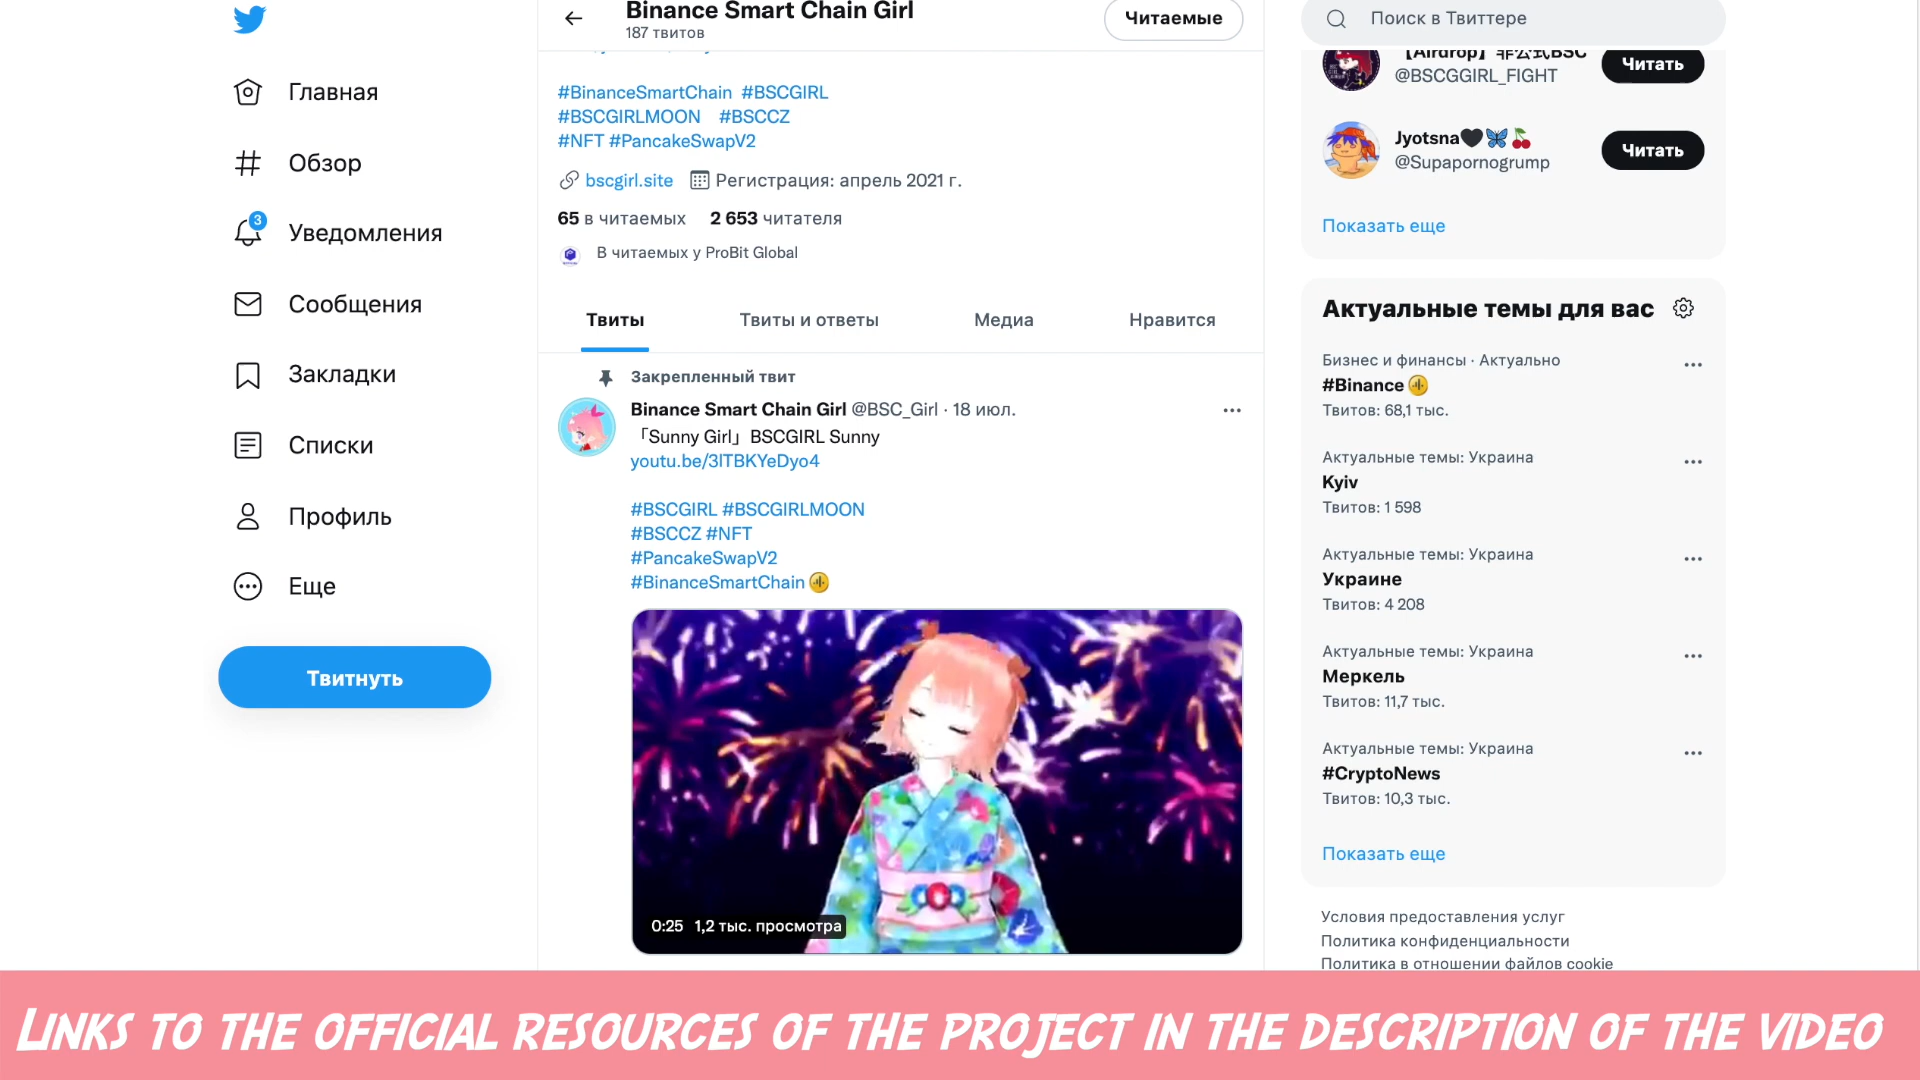 Главная
Обзор
3
Уведомления
Сообщения
Закладки
Списки
Профиль
Еще
Твитнуть
Binance Smart Chain Girl
187 твитов
Читаемые
#BinanceSmartChain #BSCGIRL
#BSCGIRLMOON #BSCCZ
#NFT #PancakeSwapV2
bscgirl.site Регистрация: апрель 2021 г.
65 в читаемых 2 653 читателя
В читаемых у ProBit Global
Твиты Твиты и ответы Медиа Нравится
Закрепленный твит
Binance Smart Chain Girl @BSC_Girl · 18 июл.
「Sunny Girl」BSCGIRL Sunny
youtu.be/3lTBKYeDyo4
#BSCGIRL #BSCGIRLMOON
#BSCCZ #NFT
#PancakeSwapV2
#BinanceSmartChain
0:25 1,2 тыс. просмотра
Поиск в Твиттере
【Airdrop】非公式BSC
@BSCGGIRL_FIGHT
Читать
Jyotsna
@Supapornogrump
Читать
Показать еще
Актуальные темы для вас
Бизнес и финансы · Актуально
#Binance
Твитов: 68,1 тыс.
Актуальные темы: Украина
Kyiv
Твитов: 1 598
Актуальные темы: Украина
Украине
Твитов: 4 208
Актуальные темы: Украина
Меркель
Твитов: 11,7 тыс.
Актуальные темы: Украина
#CryptoNews
Твитов: 10,3 тыс.
Показать еще
Условия предоставления услуг
Политика конфиденциальности
Политика в отношении файлов cookie
LINKS TO THE OFFICIAL RESOURCES OF THE PROJECT IN THE DESCRIPTION OF THE VIDEO